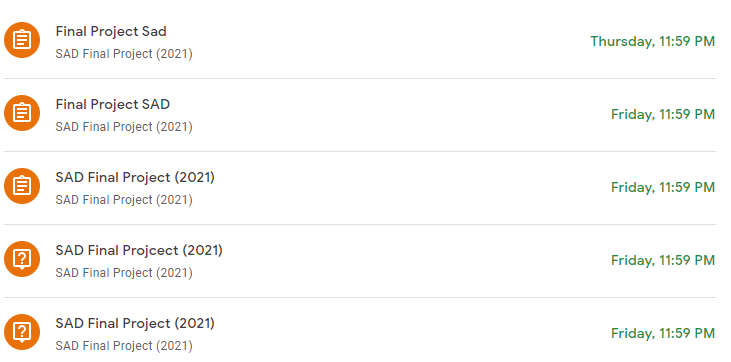 Final Project Sad
SAD Final Project (2021)
Thursday, 11:59 PM
Final Project SAD
SAD Final Project (2021)
Friday, 11:59 PM
SAD Final Project (2021)
SAD Final Project (2021)
Friday, 11:59 PM
SAD Final Projcect (2021)
SAD Final Project (2021)
Friday, 11:59 PM
SAD Final Project (2021)
SAD Final Project (2021)
Friday, 11:59 PM